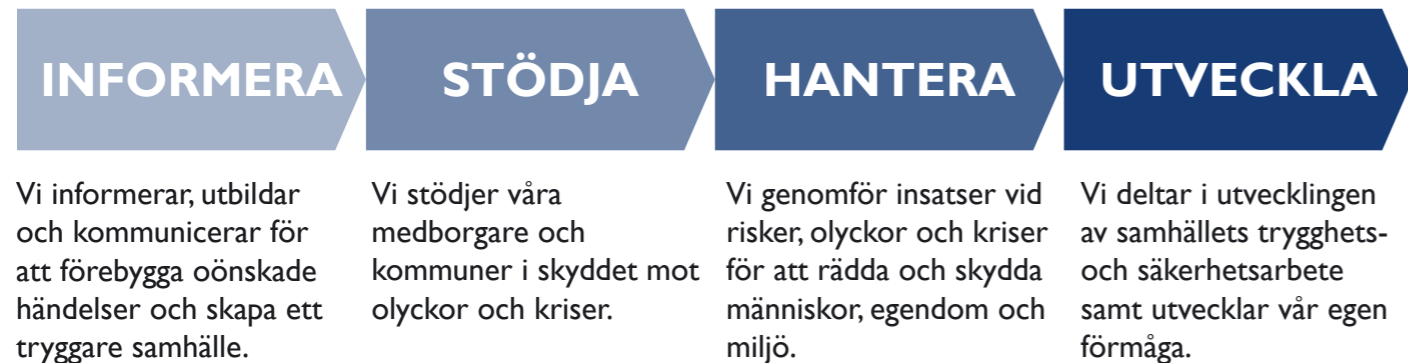 INFORMERA
STÖDJA
HANTERA
UTVECKLA
Vi informerar, utbildar
och kommunicerar för
att förebygga oönskade
händelser och skapa ett
tryggare samhälle.
Vi stödjer våra
medborgare och
kommuner i skyddet mot
olyckor och kriser.
Vi genomför insatser vid
risker, olyckor och kriser
för att rädda och skydda
människor, egendom och
miljö.
Vi deltar i utvecklingen
av samhällets trygghets-
och säkerhetsarbete
samt utvecklar vår egen
förmåga.